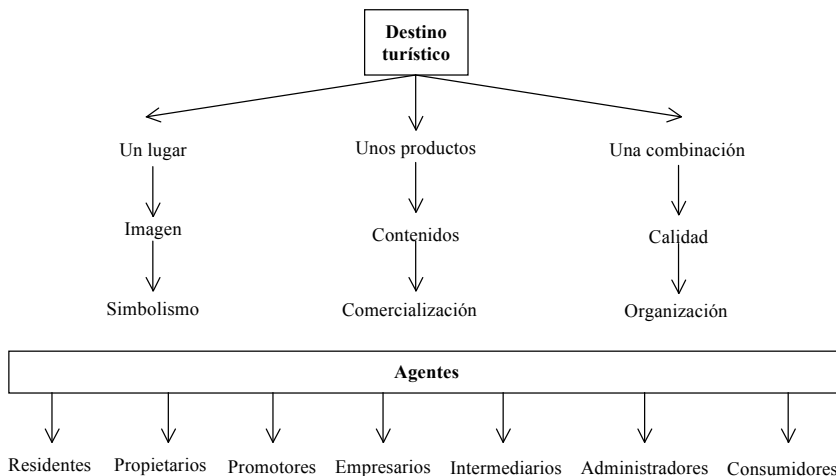 Destino
turístico
Un lugar
Unos productos
Una combinación
Imagen
Contenidos
Calidad
Simbolismo
Comercialización
Organización
Agentes
Residentes
Propietarios
Promotores
Empresarios
Intermediarios
Administradores
Consumidores